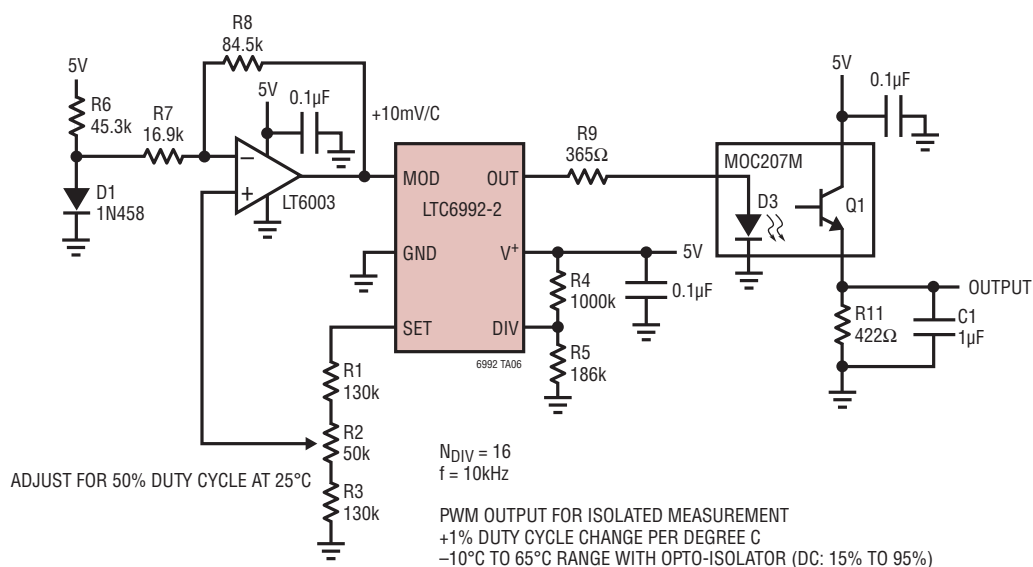 R8
84.5k
5V
R6
45.3k
R7
16.9k
5V
0.1µF
+10mV/C
–
+
LT6003
D1
1N458
MOD
OUT
LTC6992-2
GND
V+
SET
DIV
6992 TA06
R9
365Ω
5V
0.1µF
MOC207M
D3
Q1
5V
R4
1000k
0.1µF
R5
186k
OUTPUT
R11
422Ω
C1
1µF
R1
130k
R2
50k
R3
130k
ADJUST FOR 50% DUTY CYCLE AT 25°C
NDIV = 16
f = 10kHz
PWM OUTPUT FOR ISOLATED MEASUREMENT
+1% DUTY CYCLE CHANGE PER DEGREE C
–10°C TO 65°C RANGE WITH OPTO-ISOLATOR (DC: 15% TO 95%)